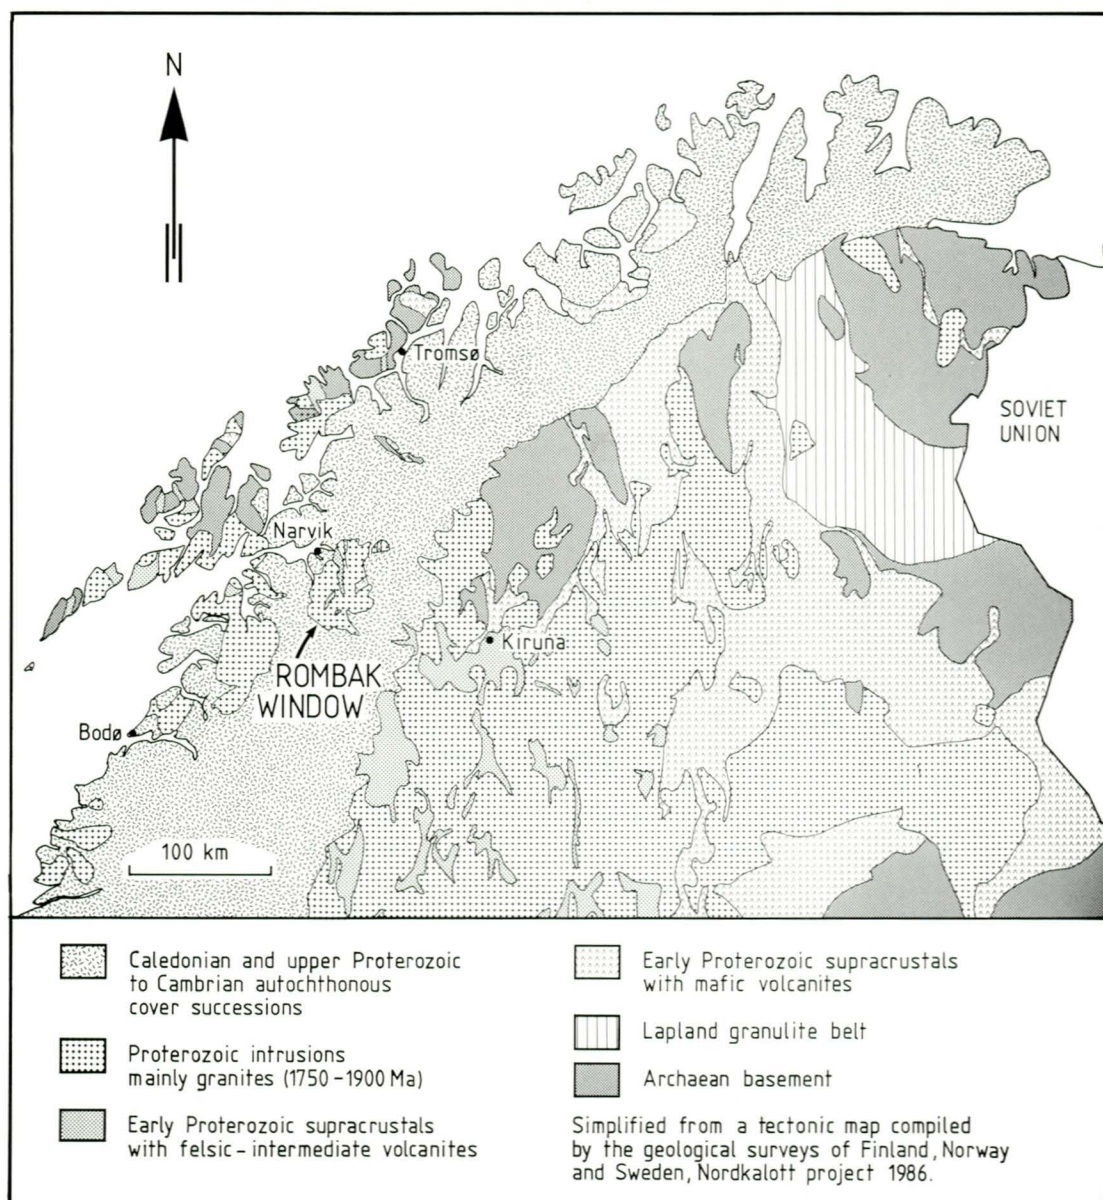 N
Tromsø
SOVIET
UNION
Narvik
Kiruna
ROMBAK
WINDOW
Bodø
100 km
Caledonian and upper Proterozoic
to Cambrian autochthonous
cover successions
Proterozoic intrusions
mainly granites (1750-1900 Ma)
Early Proterozoic supracrustals
with felsic-intermediate volcanites
Early Proterozoic supracrustals
with mafic volcanites
Lapland granulite belt
Archaean basement
Simplified from a tectonic map compiled
by the geological surveys of Finland, Norway
and Sweden, Nordkalott project 1986.